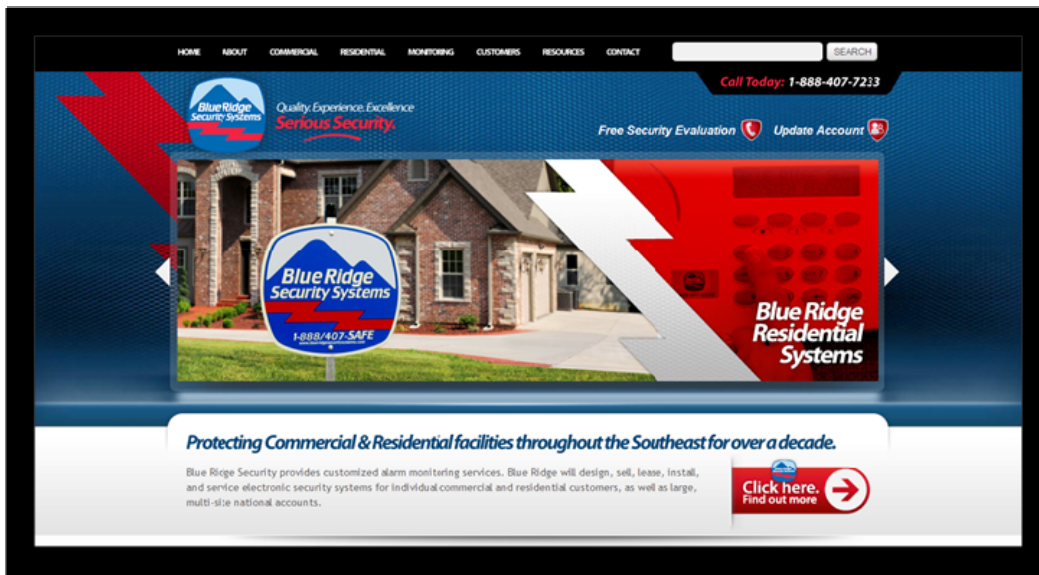 HOME ABOUT COMMERCIAL RESIDENTIAL MONITORING CUSTOMERS RESOURCES CONTACT
SEARCH
Call Today: 1-888-407-7233
Blue Ridge
Security Systems
Quality. Experience. Excellence
Serious Security.
Free Security Evaluation
Update Account
Blue Ridge
Security Systems
1-888/407-SAFE
Blue Ridge
Residential
Systems
Protecting Commercial & Residential facilities throughout the Southeast for over a decade.
Blue Ridge Security provides customized alarm monitoring services. Blue Ridge will design, sell, lease, install,
and service electronic security systems for individual commercial and residential customers, as well as large,
multi-site national accounts.
Click here.
Find out more